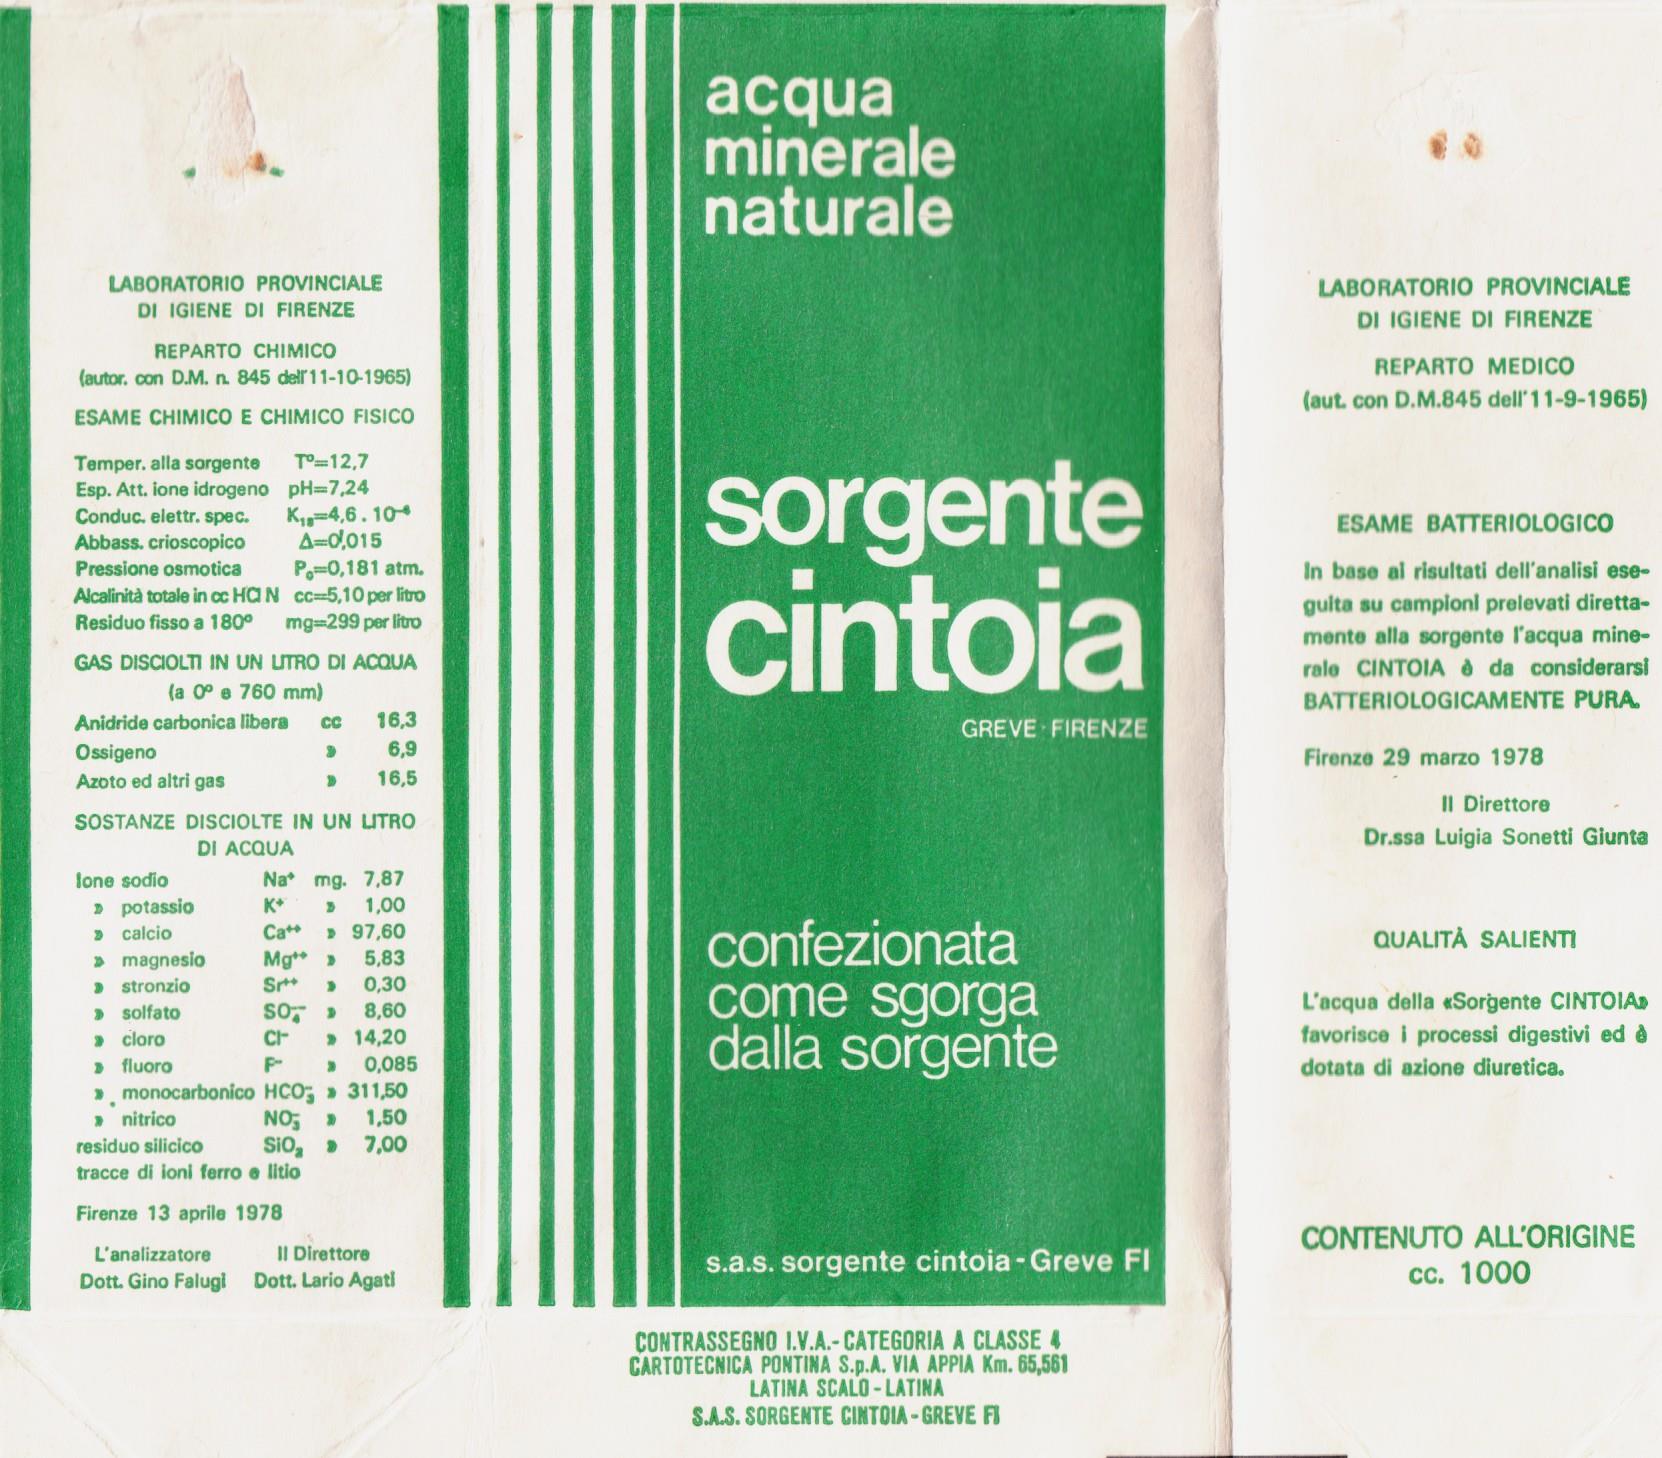 LABORATORIO PROVINCIALE
DI IGIENE DI FIRENZE
REPARTO CHIMICO
(autor. con D.M. n. 845 dell'11-10-1965)
ESAME CHIMICO E CHIMICO FISICO
Temper. alla sorgente T°=12,7
Esp. Att. ione idrogeno pH=7,24
Conduc. elettr. spec. K₁₈=4,6 . 10⁻⁴
Abbass. crioscopico Δ=0,015
Pressione osmotica P₀=0,181 atm.
Alcalinità totale in cc HCl N cc=5,10 per litro
Residuo fisso a 180° mg=299 per litro
GAS DISCIOLTI IN UN LITRO DI ACQUA
(a 0° e 760 mm)
Anidride carbonica libera cc 16,3
Ossigeno » 6,9
Azoto ed altri gas » 16,5
SOSTANZE DISCIOLTE IN UN LITRO
DI ACQUA
Ione sodio Na⁺ mg. 7,87
» potassio K⁺ » 1,00
» calcio Ca⁺⁺ » 97,60
» magnesio Mg⁺⁺ » 5,83
» stronzio Sr⁺⁺ » 0,30
» solfato SO₄⁻⁻ » 8,60
» cloro Cl⁻ » 14,20
» fluoro F⁻ » 0,085
» monocarbonico HCO₃⁻ » 311,50
» nitrico NO₃⁻ » 1,50
residuo silicico SiO₂ » 7,00
tracce di ioni ferro e litio
Firenze 13 aprile 1978
L'analizzatore Il Direttore
Dott. Gino Falugi Dott. Lario Agati
acqua
minerale
naturale
sorgente
cintoia
GREVE · FIRENZE
confezionata
come sgorga
dalla sorgente
s.a.s. sorgente cintoia - Greve FI
CONTRASSEGNO I.V.A. - CATEGORIA A CLASSE 4
CARTOTECNICA PONTINA S.p.A. VIA APPIA Km. 65,561
LATINA SCALO - LATINA
S.A.S. SORGENTE CINTOIA - GREVE FI
LABORATORIO PROVINCIALE
DI IGIENE DI FIRENZE
REPARTO MEDICO
(aut. con D.M.845 dell'11-9-1965)
ESAME BATTERIOLOGICO
In base ai risultati dell'analisi ese-
guita su campioni prelevati diretta-
mente alla sorgente l'acqua mine-
rale CINTOIA è da considerarsi
BATTERIOLOGICAMENTE PURA.
Firenze 29 marzo 1978
Il Direttore
Dr.ssa Luigia Sonetti Giunta
QUALITÀ SALIENTI
L'acqua della «Sorgente CINTOIA»
favorisce i processi digestivi ed è
dotata di azione diuretica.
CONTENUTO ALL'ORIGINE
cc. 1000